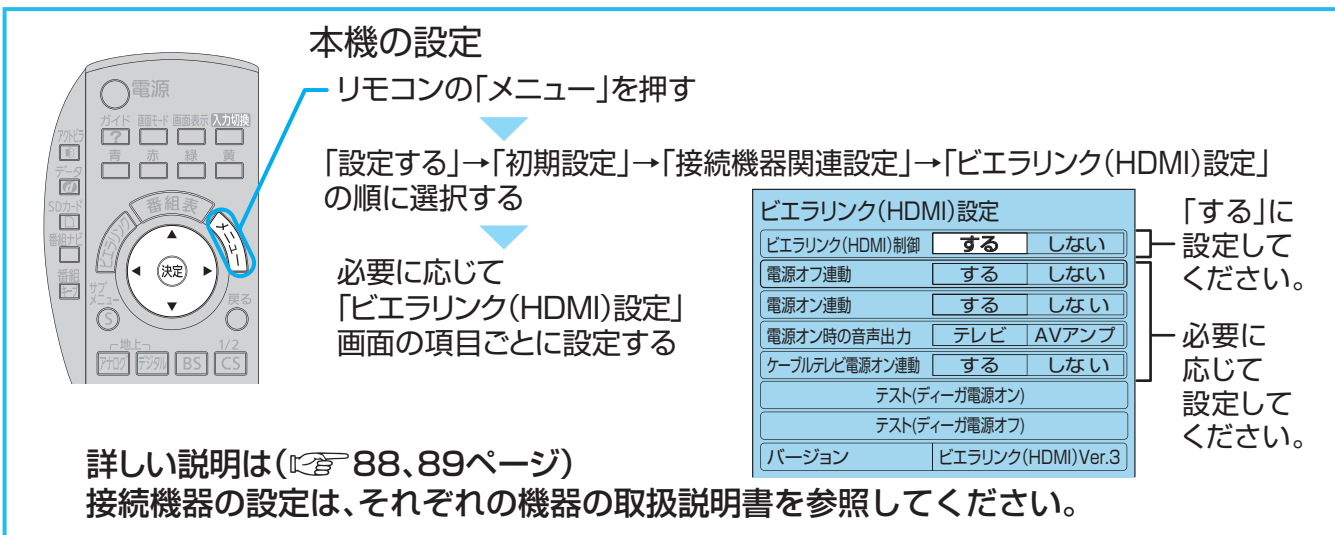 本機の設定
リモコンの「メニュー」を押す
「設定する」→「初期設定」→「接続機器関連設定」→「ビエラリンク(HDMI)設定」
の順に選択する
必要に応じて
「ビエラリンク(HDMI)設定」
画面の項目ごとに設定する
電源
ガイド 画面モード 画面表示 入力切換
?
アクトビラ
青 赤 緑 黄
データ
SDカード
番組ナビ
番組表
ビエラリンク
メニュー
決定
番組
キープ
サブ
メニュー
S
戻る
地上
1/2
アナログ デジタル BS CS
ビエラリンク(HDMI)設定
ビエラリンク(HDMI)制御 する しない
電源オフ連動 する しない
電源オン連動 する しない
電源オン時の音声出力 テレビ AVアンプ
ケーブルテレビ電源オン連動 する しない
テスト(ディーガ電源オン)
テスト(ディーガ電源オフ)
バージョン ビエラリンク(HDMI)Ver.3
「する」に
設定して
ください。
必要に
応じて
設定して
ください。
詳しい説明は(☞88、89ページ)
接続機器の設定は、それぞれの機器の取扱説明書を参照してください。